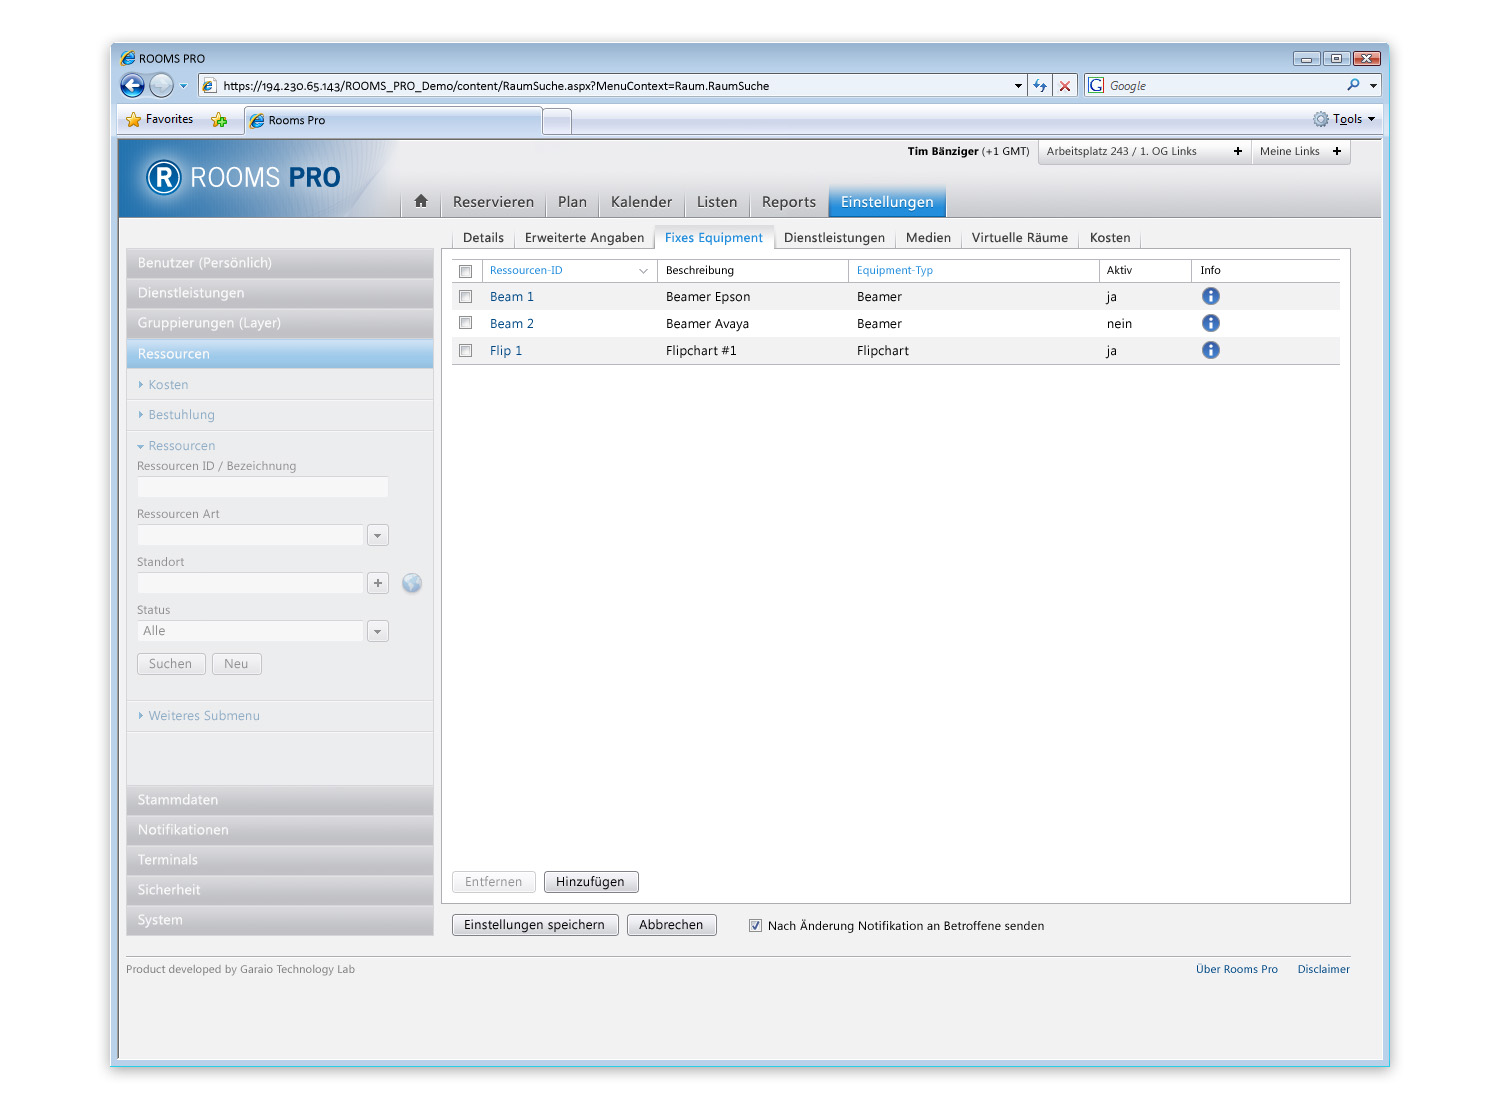 ROOMS PRO
https://194.230.65.143/ROOMS_PRO_Demo/content/RaumSuche.aspx?MenuContext=Raum.RaumSuche
G Google
Favorites
Rooms Pro
Tools
Tim Bänziger (+1 GMT)
Arbeitsplatz 243 / 1. OG Links +
Meine Links +
R ROOMS PRO
Reservieren
Plan
Kalender
Listen
Reports
Einstellungen
Details
Erweiterte Angaben
Fixes Equipment
Dienstleistungen
Medien
Virtuelle Räume
Kosten
Benutzer (Persönlich)
Dienstleistungen
Gruppierungen (Layer)
Ressourcen
Kosten
Bestuhlung
Ressourcen
Ressourcen ID / Bezeichnung
Ressourcen Art
Standort
+
Status
Alle
Suchen
Neu
Weiteres Submenu
Stammdaten
Notifikationen
Terminals
Sicherheit
System
Ressourcen-ID Beschreibung Equipment-Typ Aktiv Info
Beam 1 Beamer Epson Beamer ja i
Beam 2 Beamer Avaya Beamer nein i
Flip 1 Flipchart #1 Flipchart ja i
Entfernen
Hinzufügen
Einstellungen speichern
Abbrechen
Nach Änderung Notifikation an Betroffene senden
Product developed by Garaio Technology Lab
Über Rooms Pro
Disclaimer